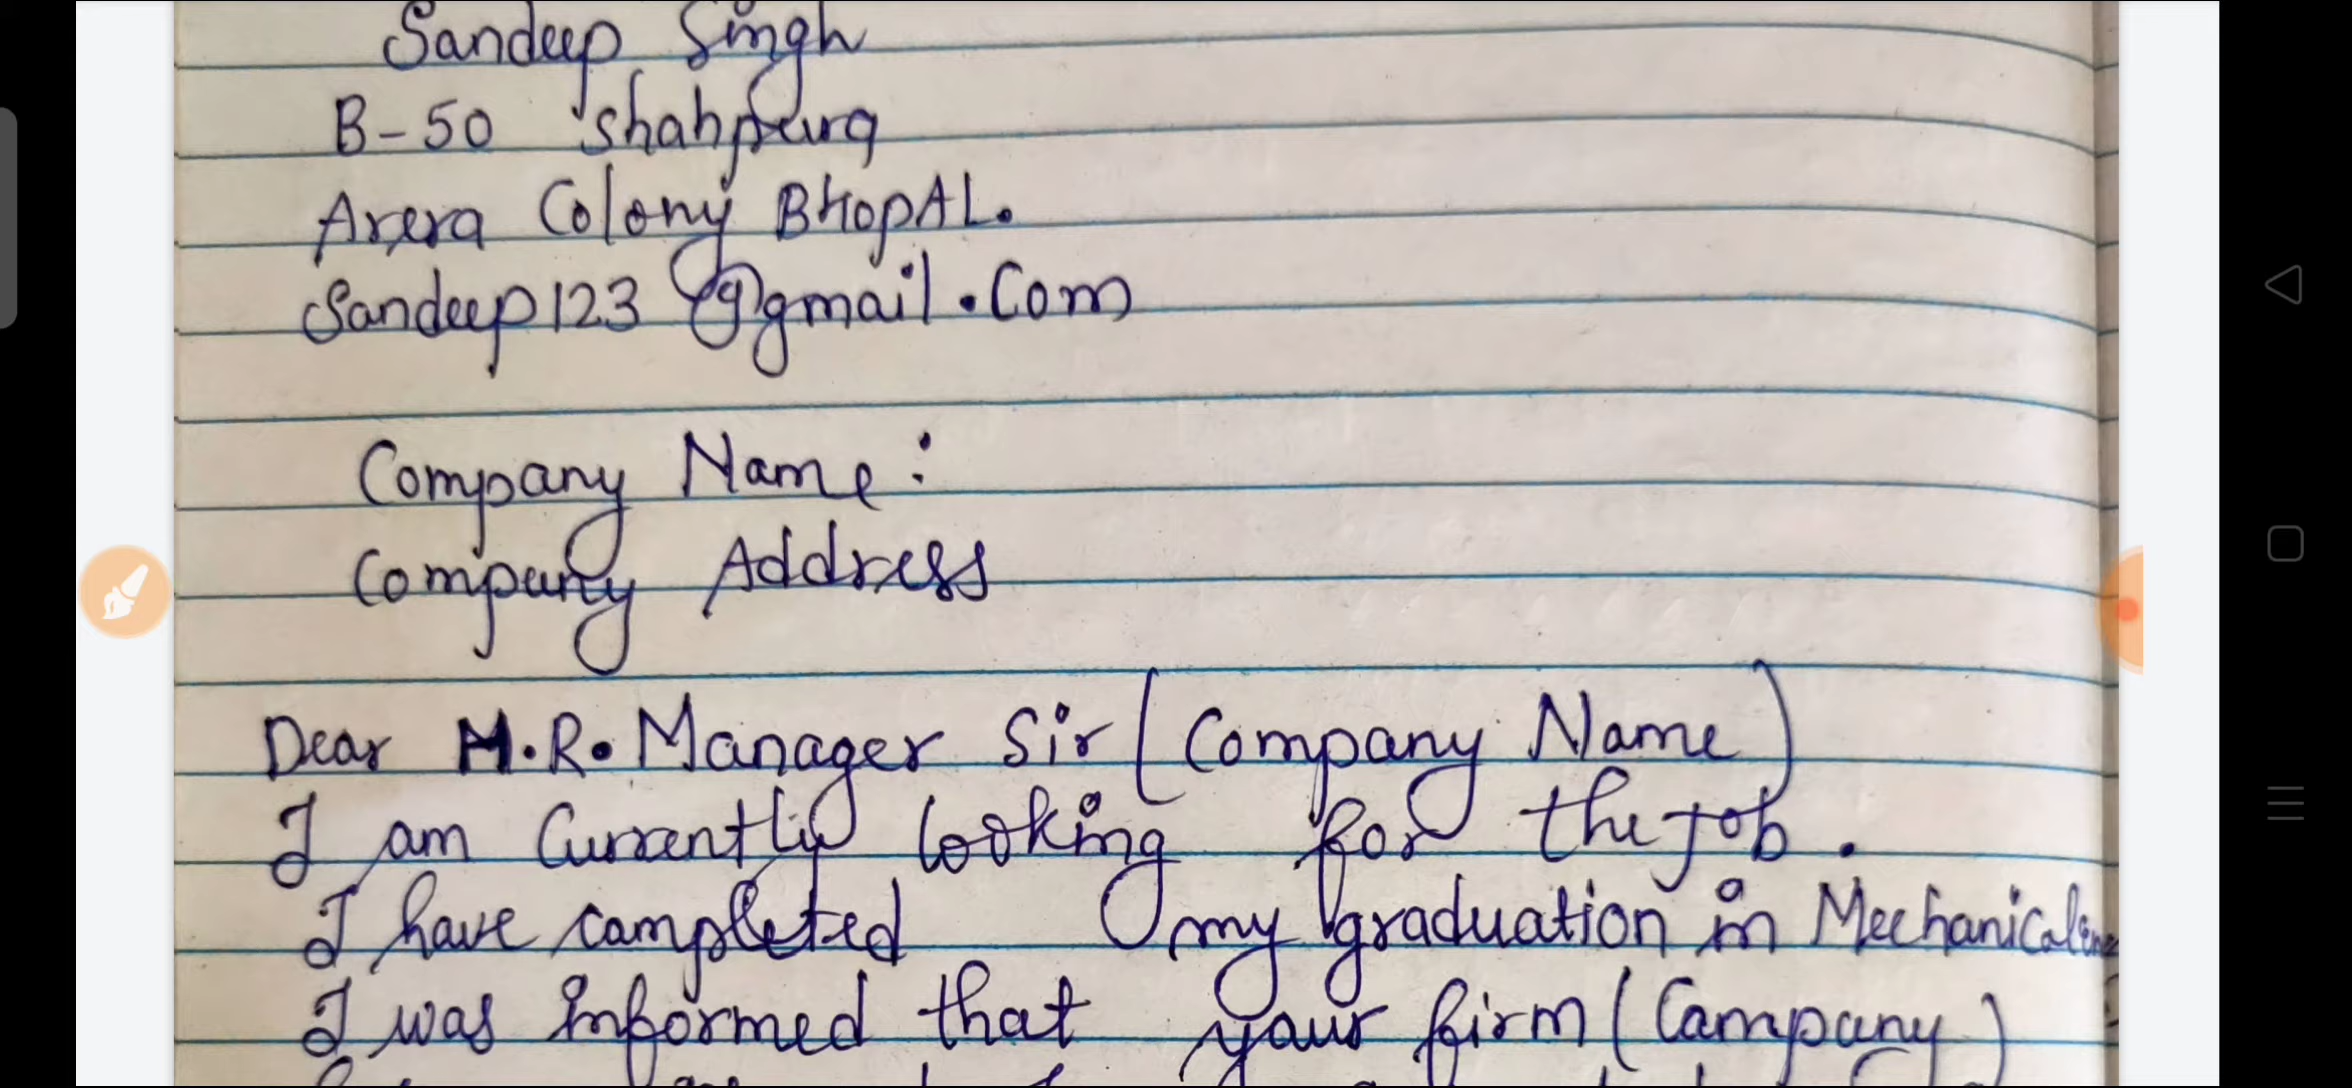 Sandeep Singh
B-50 Shahpura
Arera Colony BHopAL.
Sandeep123@gmail.com
Company Name:
Company Address
Dear M.R. Manager Sir (Company Name)
I am Currently looking for the Job.
I have completed my graduation in Mechanical
I was informed that your firm (Company)